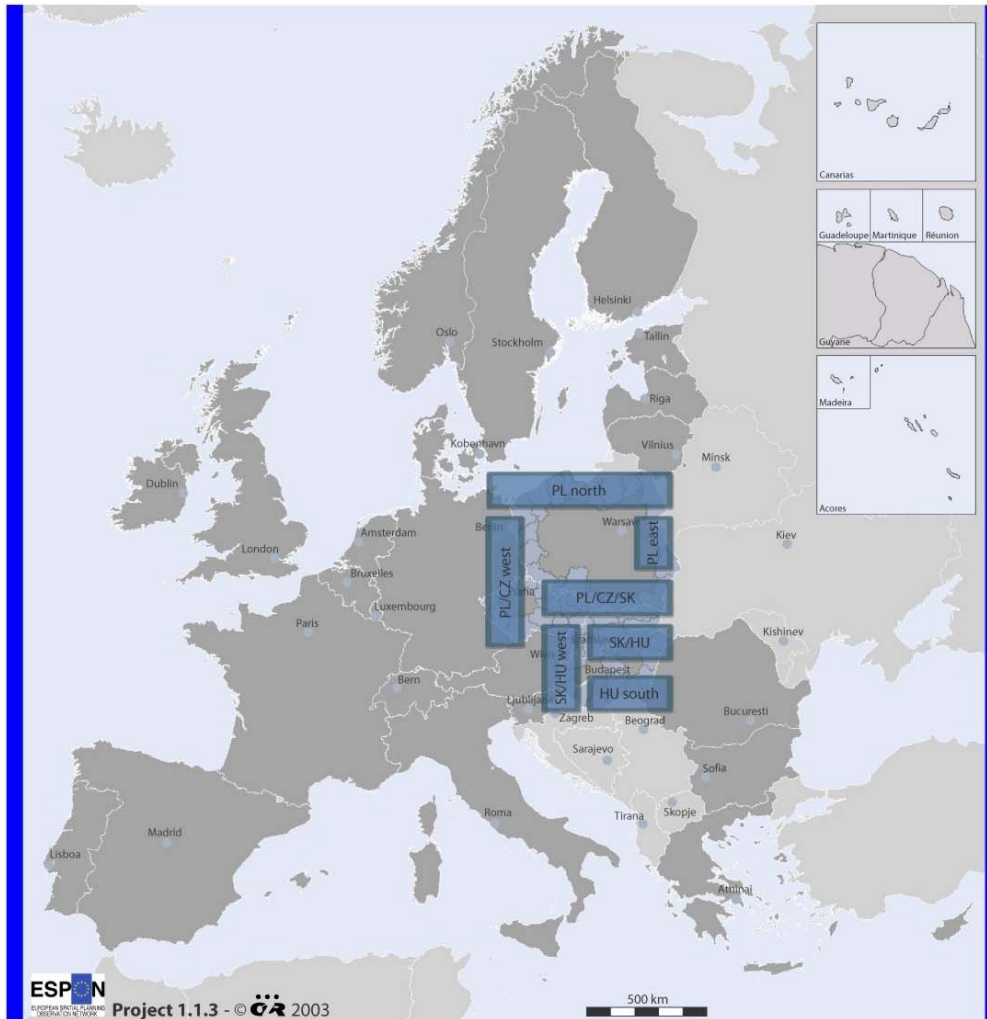 Canarias
Guadeloupe
Martinique
Réunion
Guyane
Madeira
Acores
Helsinki
Oslo
Stockholm
Tallin
Riga
Kobenhavn
Vilnius
Minsk
Dublin
PL north
Berlin
Warsaw
PL east
Amsterdam
London
Kiev
Bruxelles
PL/CZ west
PL/CZ/SK
Luxembourg
Paris
SK/HU
Kishinev
Wien
SK/HU west
Budapest
Bern
HU south
Ljubljana
Zagreb
Beograd
Bucuresti
Sarajevo
Sofia
Skopje
Roma
Tirana
Madrid
Lisboa
Athinai
ESPON
EUROPEAN SPATIAL PLANNING
OBSERVATION NETWORK
Project 1.1.3 - © 2003
500 km